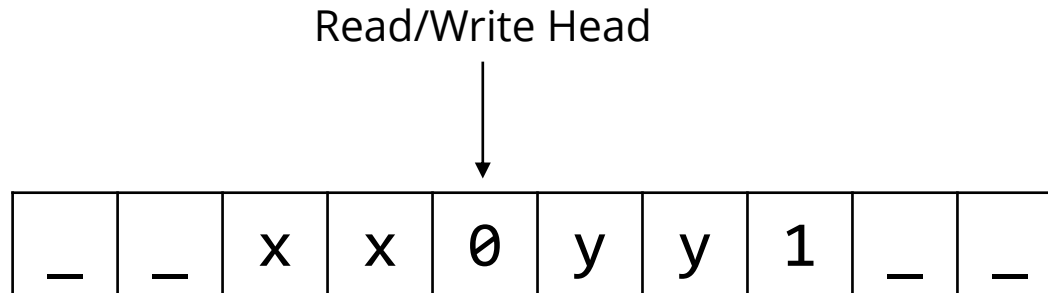 Read/Write Head
_ _ x x 0 y y 1 _ _